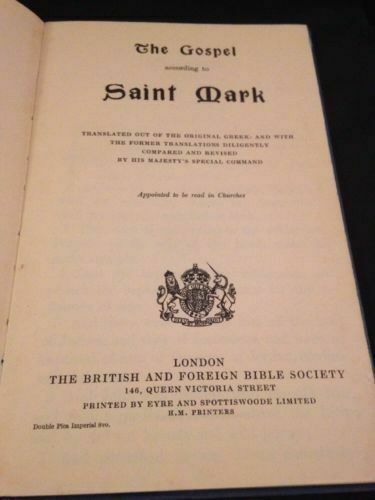 The Gospel
according to
Saint Mark
TRANSLATED OUT OF THE ORIGINAL GREEK: AND WITH
THE FORMER TRANSLATIONS DILIGENTLY
COMPARED AND REVISED
BY HIS MAJESTY'S SPECIAL COMMAND
Appointed to be read in Churches
LONDON
THE BRITISH AND FOREIGN BIBLE SOCIETY
146, QUEEN VICTORIA STREET
PRINTED BY EYRE AND SPOTTISWOODE LIMITED
H.M. PRINTERS
Double Pica Imperial 8vo.